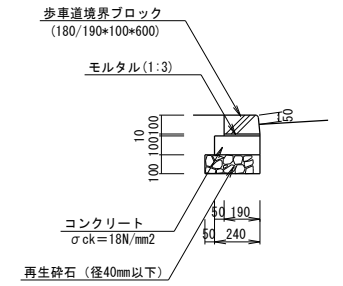 歩車道境界ブロック
(180/190*100*600)
モルタル(1:3)
50
10
100
100
100
コンクリート
σck=18N/mm2
50 190
50 240
再生砕石（径40mm以下）